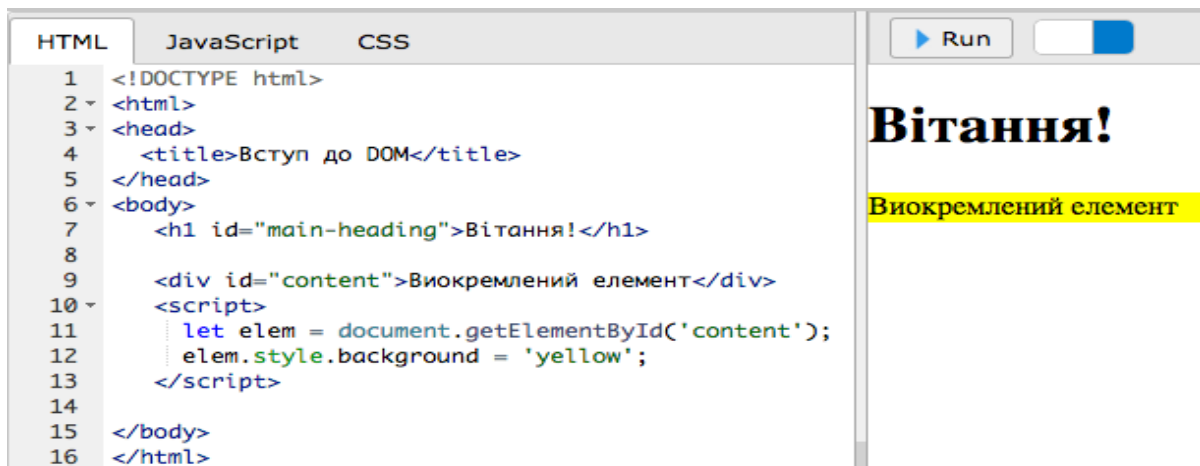 HTML JavaScript CSS
Run
1 <!DOCTYPE html>
2 <html>
3 <head>
4 <title>Вступ до DOM</title>
5 </head>
6 <body>
7 <h1 id="main-heading">Вітання!</h1>
8
9 <div id="content">Виокремлений елемент</div>
10 <script>
11 let elem = document.getElementById('content');
12 elem.style.background = 'yellow';
13 </script>
14
15 </body>
16 </html>
Вітання!
Виокремлений елемент